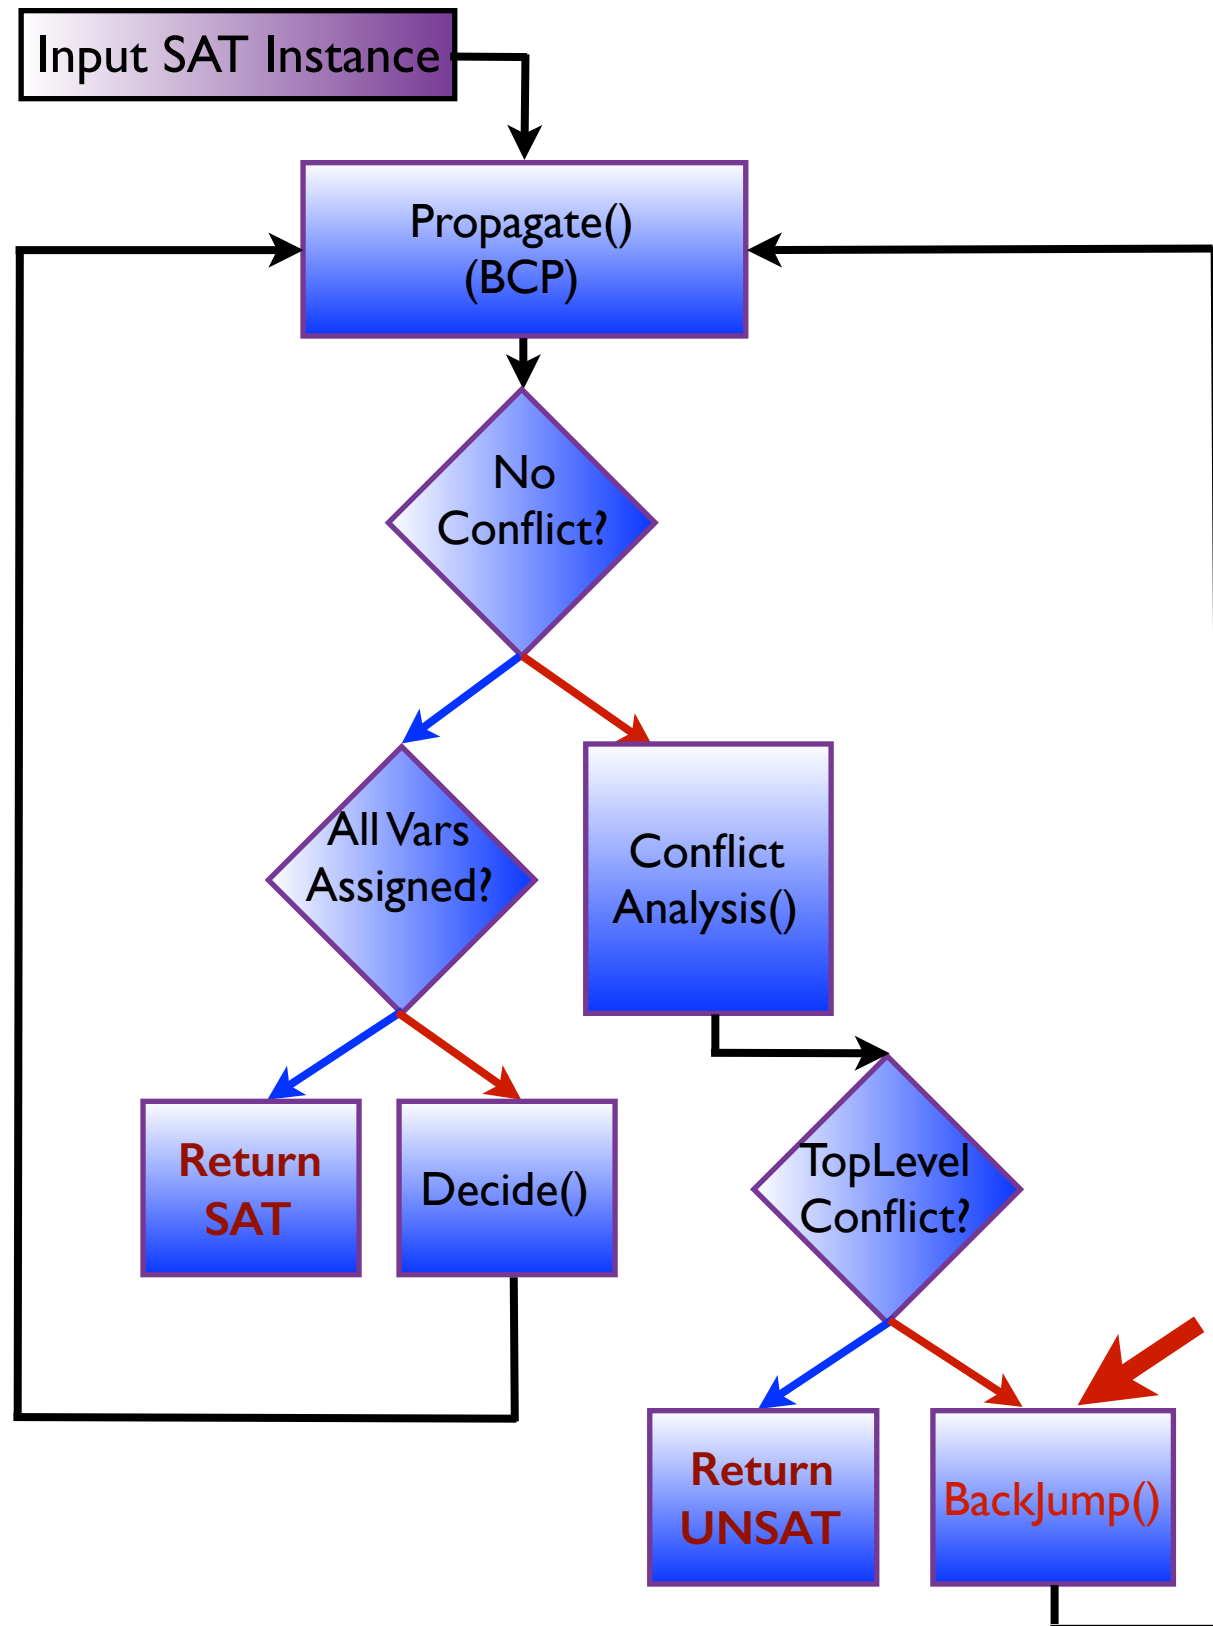 Input SAT Instance
Propagate()
(BCP)
No
Conflict?
All Vars
Assigned?
Conflict
Analysis()
Return
SAT
Decide()
TopLevel
Conflict?
Return
UNSAT
BackJump()